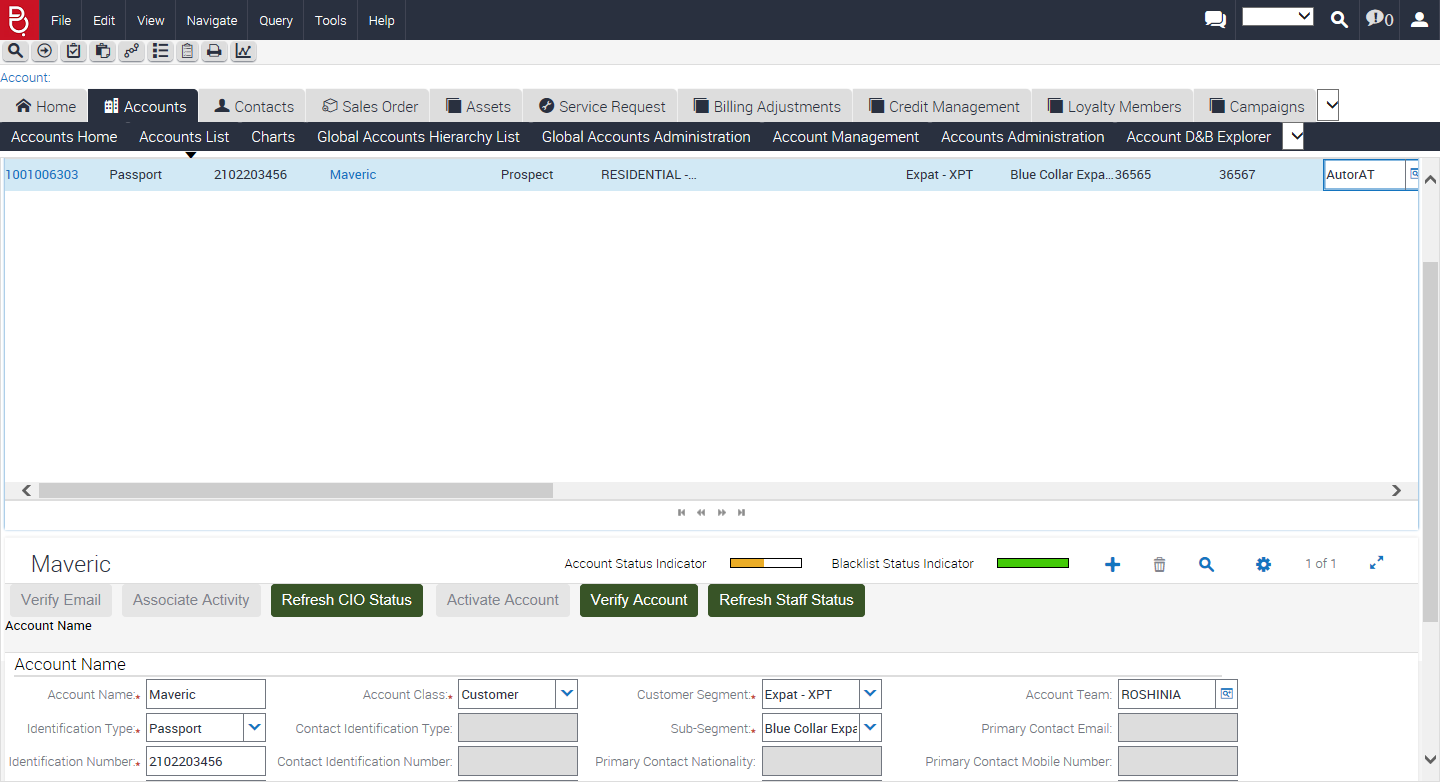 File Edit View Navigate Query Tools Help 0
Account:
Home Accounts Contacts Sales Order Assets Service Request Billing Adjustments Credit Management Loyalty Members Campaigns
Accounts Home Accounts List Charts Global Accounts Hierarchy List Global Accounts Administration Account Management Accounts Administration Account D&B Explorer
1001006303 Passport 2102203456 Maveric Prospect RESIDENTIAL -... Expat - XPT Blue Collar Expa... 36565 36567 AutorAT
Maveric Account Status Indicator Blacklist Status Indicator 1 of 1
Verify Email Associate Activity Refresh CIO Status Activate Account Verify Account Refresh Staff Status
Account Name
Account Name
Account Name:* Maveric Account Class:* Customer Customer Segment:* Expat - XPT Account Team: ROSHINIA
Identification Type:* Passport Contact Identification Type: Sub-Segment:* Blue Collar Expa Primary Contact Email:
Identification Number:* 2102203456 Contact Identification Number: Primary Contact Nationality: Primary Contact Mobile Number: